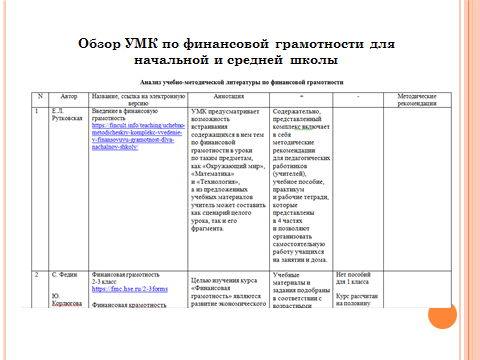 Обзор УМК по финансовой грамотности для
начальной и средней школы
Анализ учебно-методической литературы по финансовой грамотности
N
Автор
Название, ссылка на электронную
версию
Аннотация
+
-
Методические
рекомендации
1
Е.Л.
Рутковская
Введение в финансовую
грамотность
https://fincult.info/teaching/uchebno-
metodicheskiy-kompleks-vvedenie-
v-finansovuyu-gramotnost-dlya-
nachalnoy-shkoly/
УМК предусматривает
возможность
встраивания
содержащихся в нем тем
по финансовой
грамотности в уроки
по таким предметам,
как «Окружающий мир»,
«Математика»
и «Технология»,
а из предложенных
учебных материалов
учитель может составить
как сценарий целого
урока, так и его
фрагмента.
Содержательно,
представленный
комплекс включает
в себя
методические
рекомендации
для педагогических
работников
(учителей),
учебное пособие,
практикум
и рабочие тетради,
которые
представлены
в 4 частях
и позволяют
организовать
самостоятельную
работу учащихся
на занятии и дома.
2
С. Федин
Ю.
Корлюгова
Финансовая грамотность
2-3 класс
https://fmc.hse.ru/2-3forms
Финансовая грамотность
Целью изучения курса
«Финансовая
грамотность» являются
развитие экономического
Учебные
материалы и
задания подобраны
в соответствии с
возрастными
Нет пособий
для 1 класса
Курс рассчитан
на половину